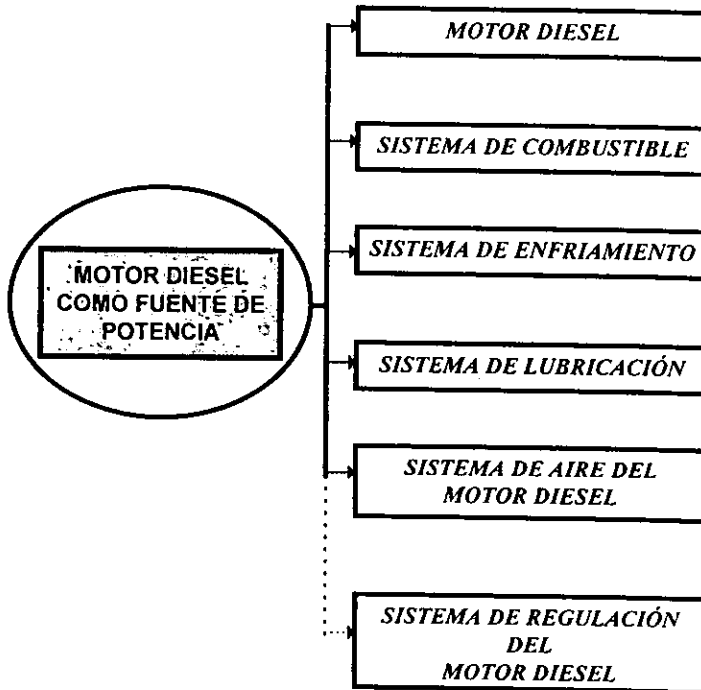 MOTOR DIESEL
SISTEMA DE COMBUSTIBLE
SISTEMA DE ENFRIAMIENTO
MOTOR DIESEL
COMO FUENTE DE
POTENCIA
SISTEMA DE LUBRICACIÓN
SISTEMA DE AIRE DEL
MOTOR DIESEL
SISTEMA DE REGULACIÓN
DEL
MOTOR DIESEL